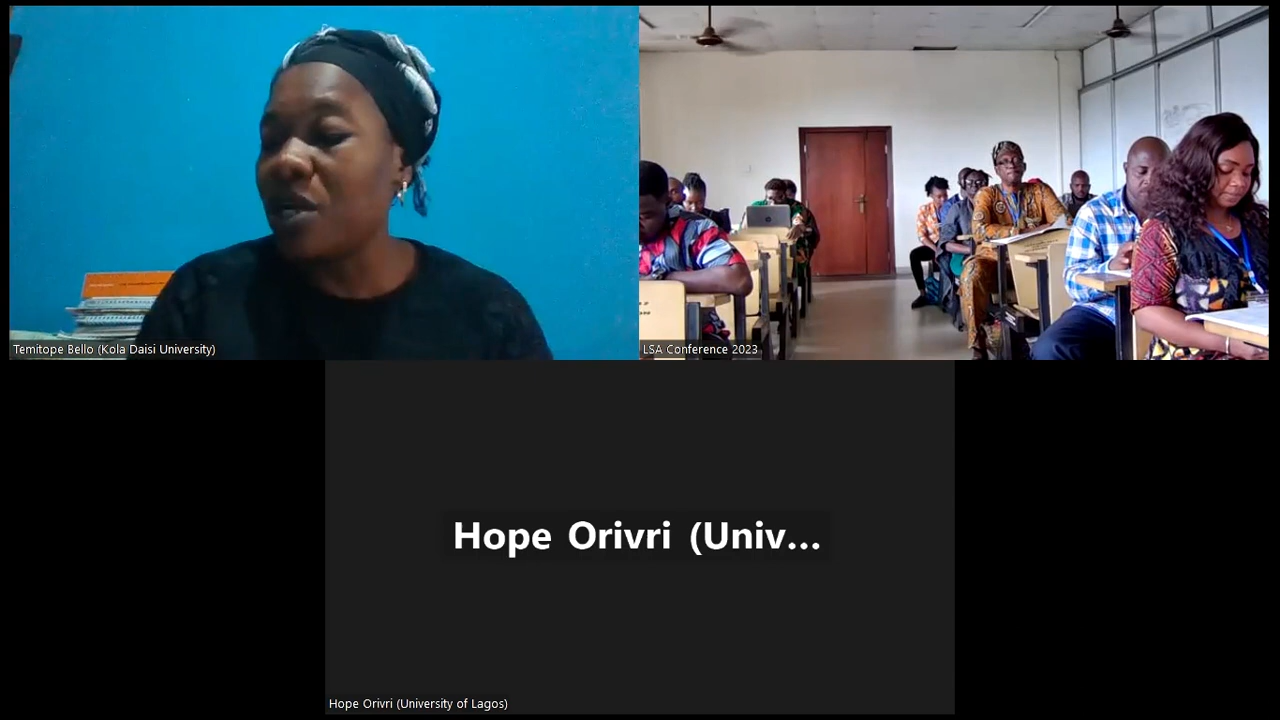 Temitope Bello (Kola Daisi University)
LSA Conference 2023
Hope Orivri (Univ...
Hope Orivri (University of Lagos)